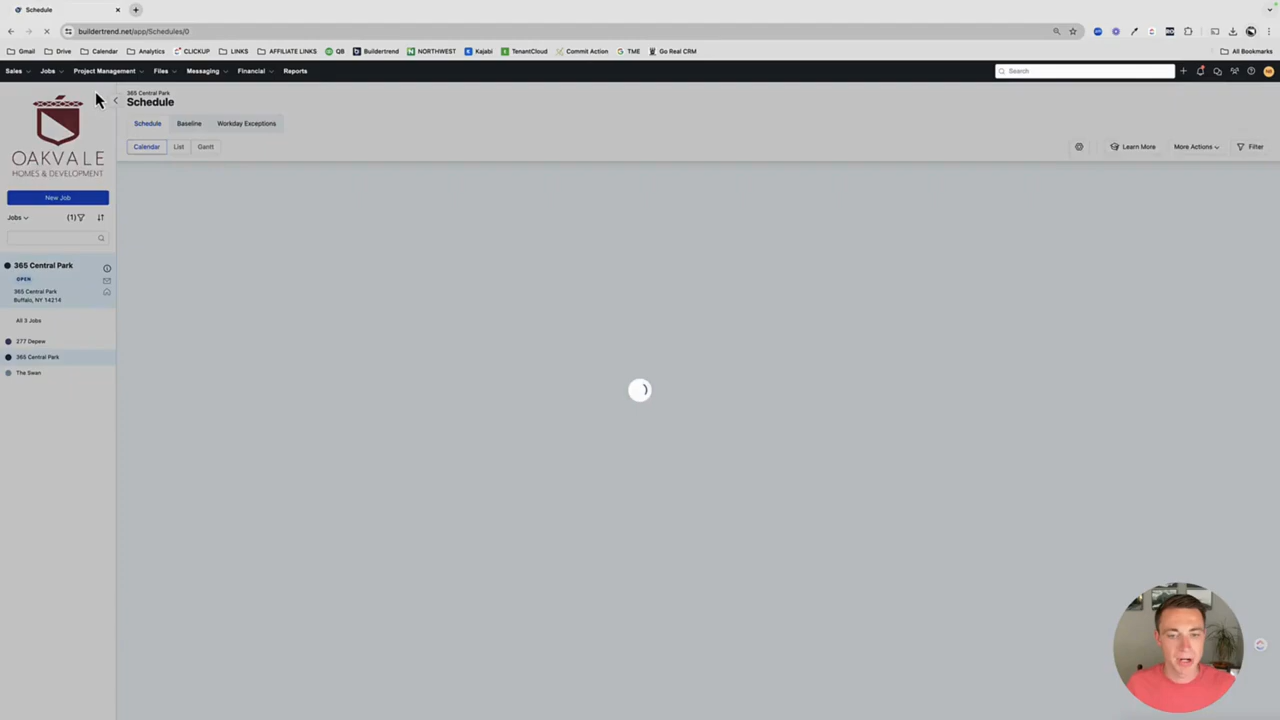 Schedule
buildertrend.net/app/Schedules/0
Gmail Drive Calendar Analytics CLICKUP LINKS AFFILIATE LINKS QB Buildertrend NORTHWEST Kajabi TenantCloud Commit Action TME Go Real CRM All Bookmarks
Sales Jobs Project Management Files Messaging Financial Reports Search
365 Central Park
Schedule
OAKVALE
HOMES & DEVELOPMENT
Schedule Baseline Workday Exceptions
Calendar List Gantt Learn More More Actions Filter
New Job
Jobs (1)
365 Central Park
OPEN
365 Central Park
Buffalo, NY 14214
All 3 Jobs
277 Depew
365 Central Park
The Swan